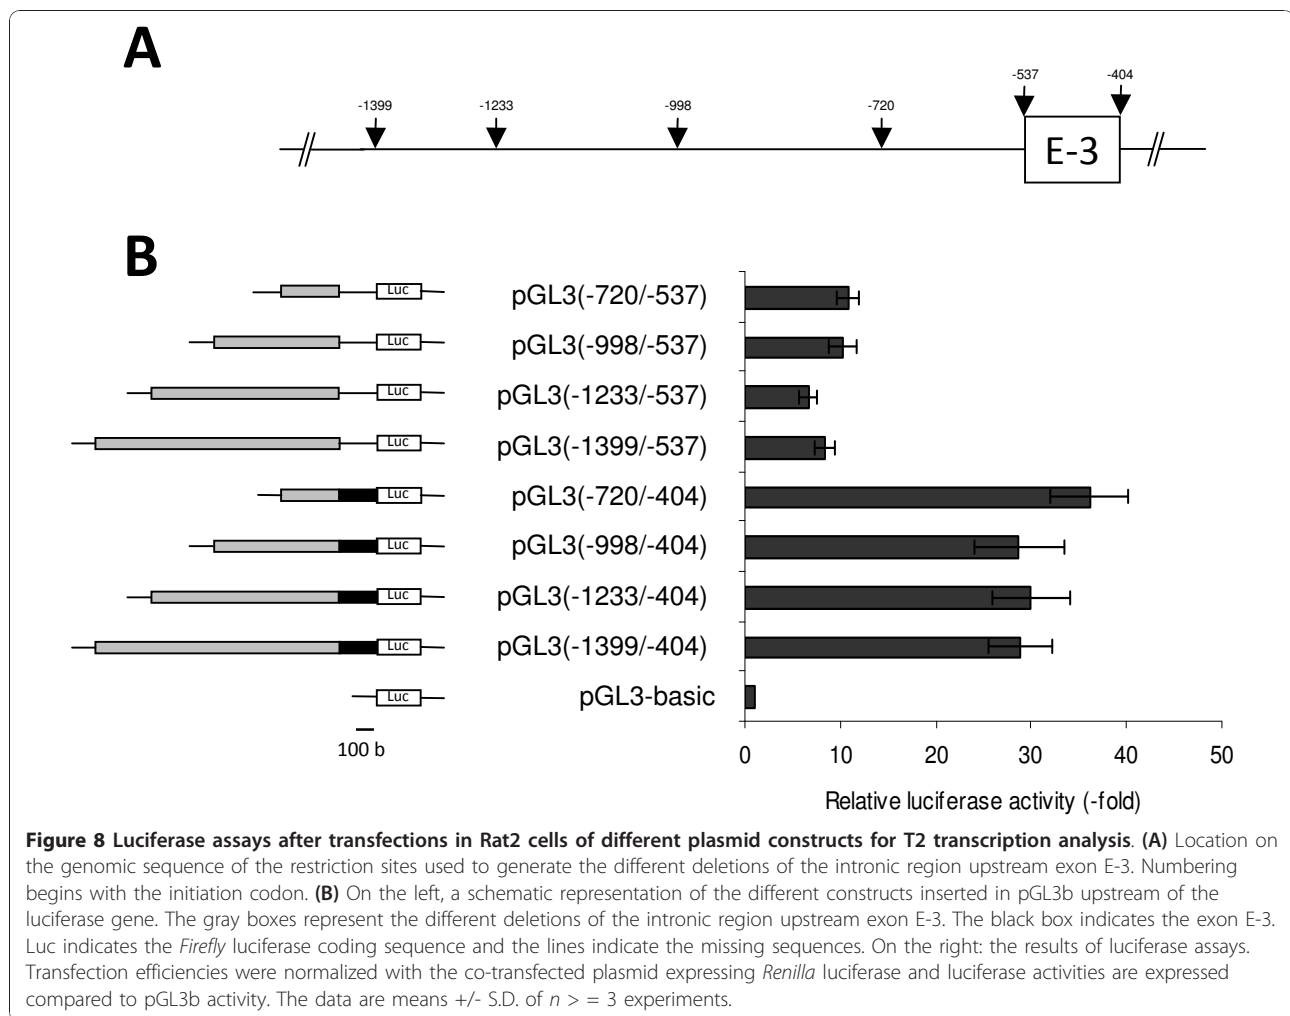 A
-1399
-1233
-998
-720
-537
-404
E-3
B
Luc
pGL3(-720/-537)
Luc
pGL3(-998/-537)
Luc
pGL3(-1233/-537)
Luc
pGL3(-1399/-537)
Luc
pGL3(-720/-404)
Luc
pGL3(-998/-404)
Luc
pGL3(-1233/-404)
Luc
pGL3(-1399/-404)
Luc
pGL3-basic
100 b
0 10 20 30 40 50
Relative luciferase activity (-fold)
Figure 8 Luciferase assays after transfections in Rat2 cells of different plasmid constructs for T2 transcription analysis. (A) Location on
the genomic sequence of the restriction sites used to generate the different deletions of the intronic region upstream exon E-3. Numbering
begins with the initiation codon. (B) On the left, a schematic representation of the different constructs inserted in pGL3b upstream of the
luciferase gene. The gray boxes represent the different deletions of the intronic region upstream exon E-3. The black box indicates the exon E-3.
Luc indicates the Firefly luciferase coding sequence and the lines indicate the missing sequences. On the right: the results of luciferase assays.
Transfection efficiencies were normalized with the co-transfected plasmid expressing Renilla luciferase and luciferase activities are expressed
compared to pGL3b activity. The data are means +/- S.D. of n > = 3 experiments.